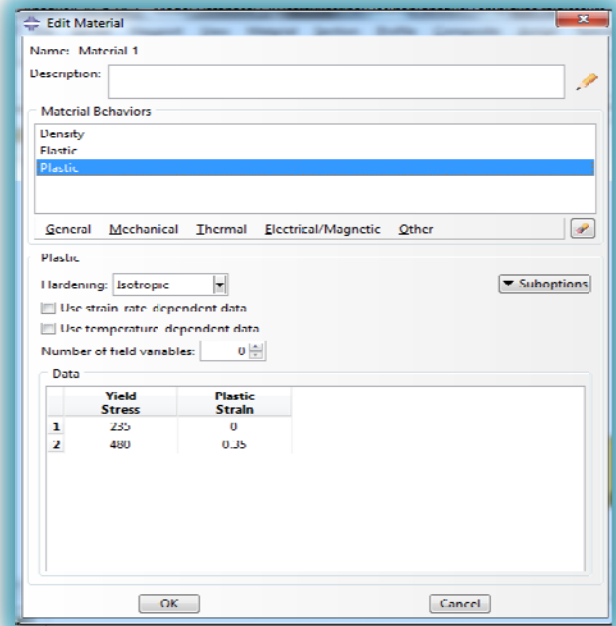 Edit Material
Name: Material 1
Description:
Material Behaviors
Density
Elastic
Plastic
General Mechanical Thermal Electrical/Magnetic Other
Plastic
Hardening: Isotropic
Suboptions
Use strain-rate-dependent data
Use temperature-dependent data
Number of field variables: 0
Data
Yield Stress Plastic Strain
1 235 0
2 480 0.35
OK Cancel